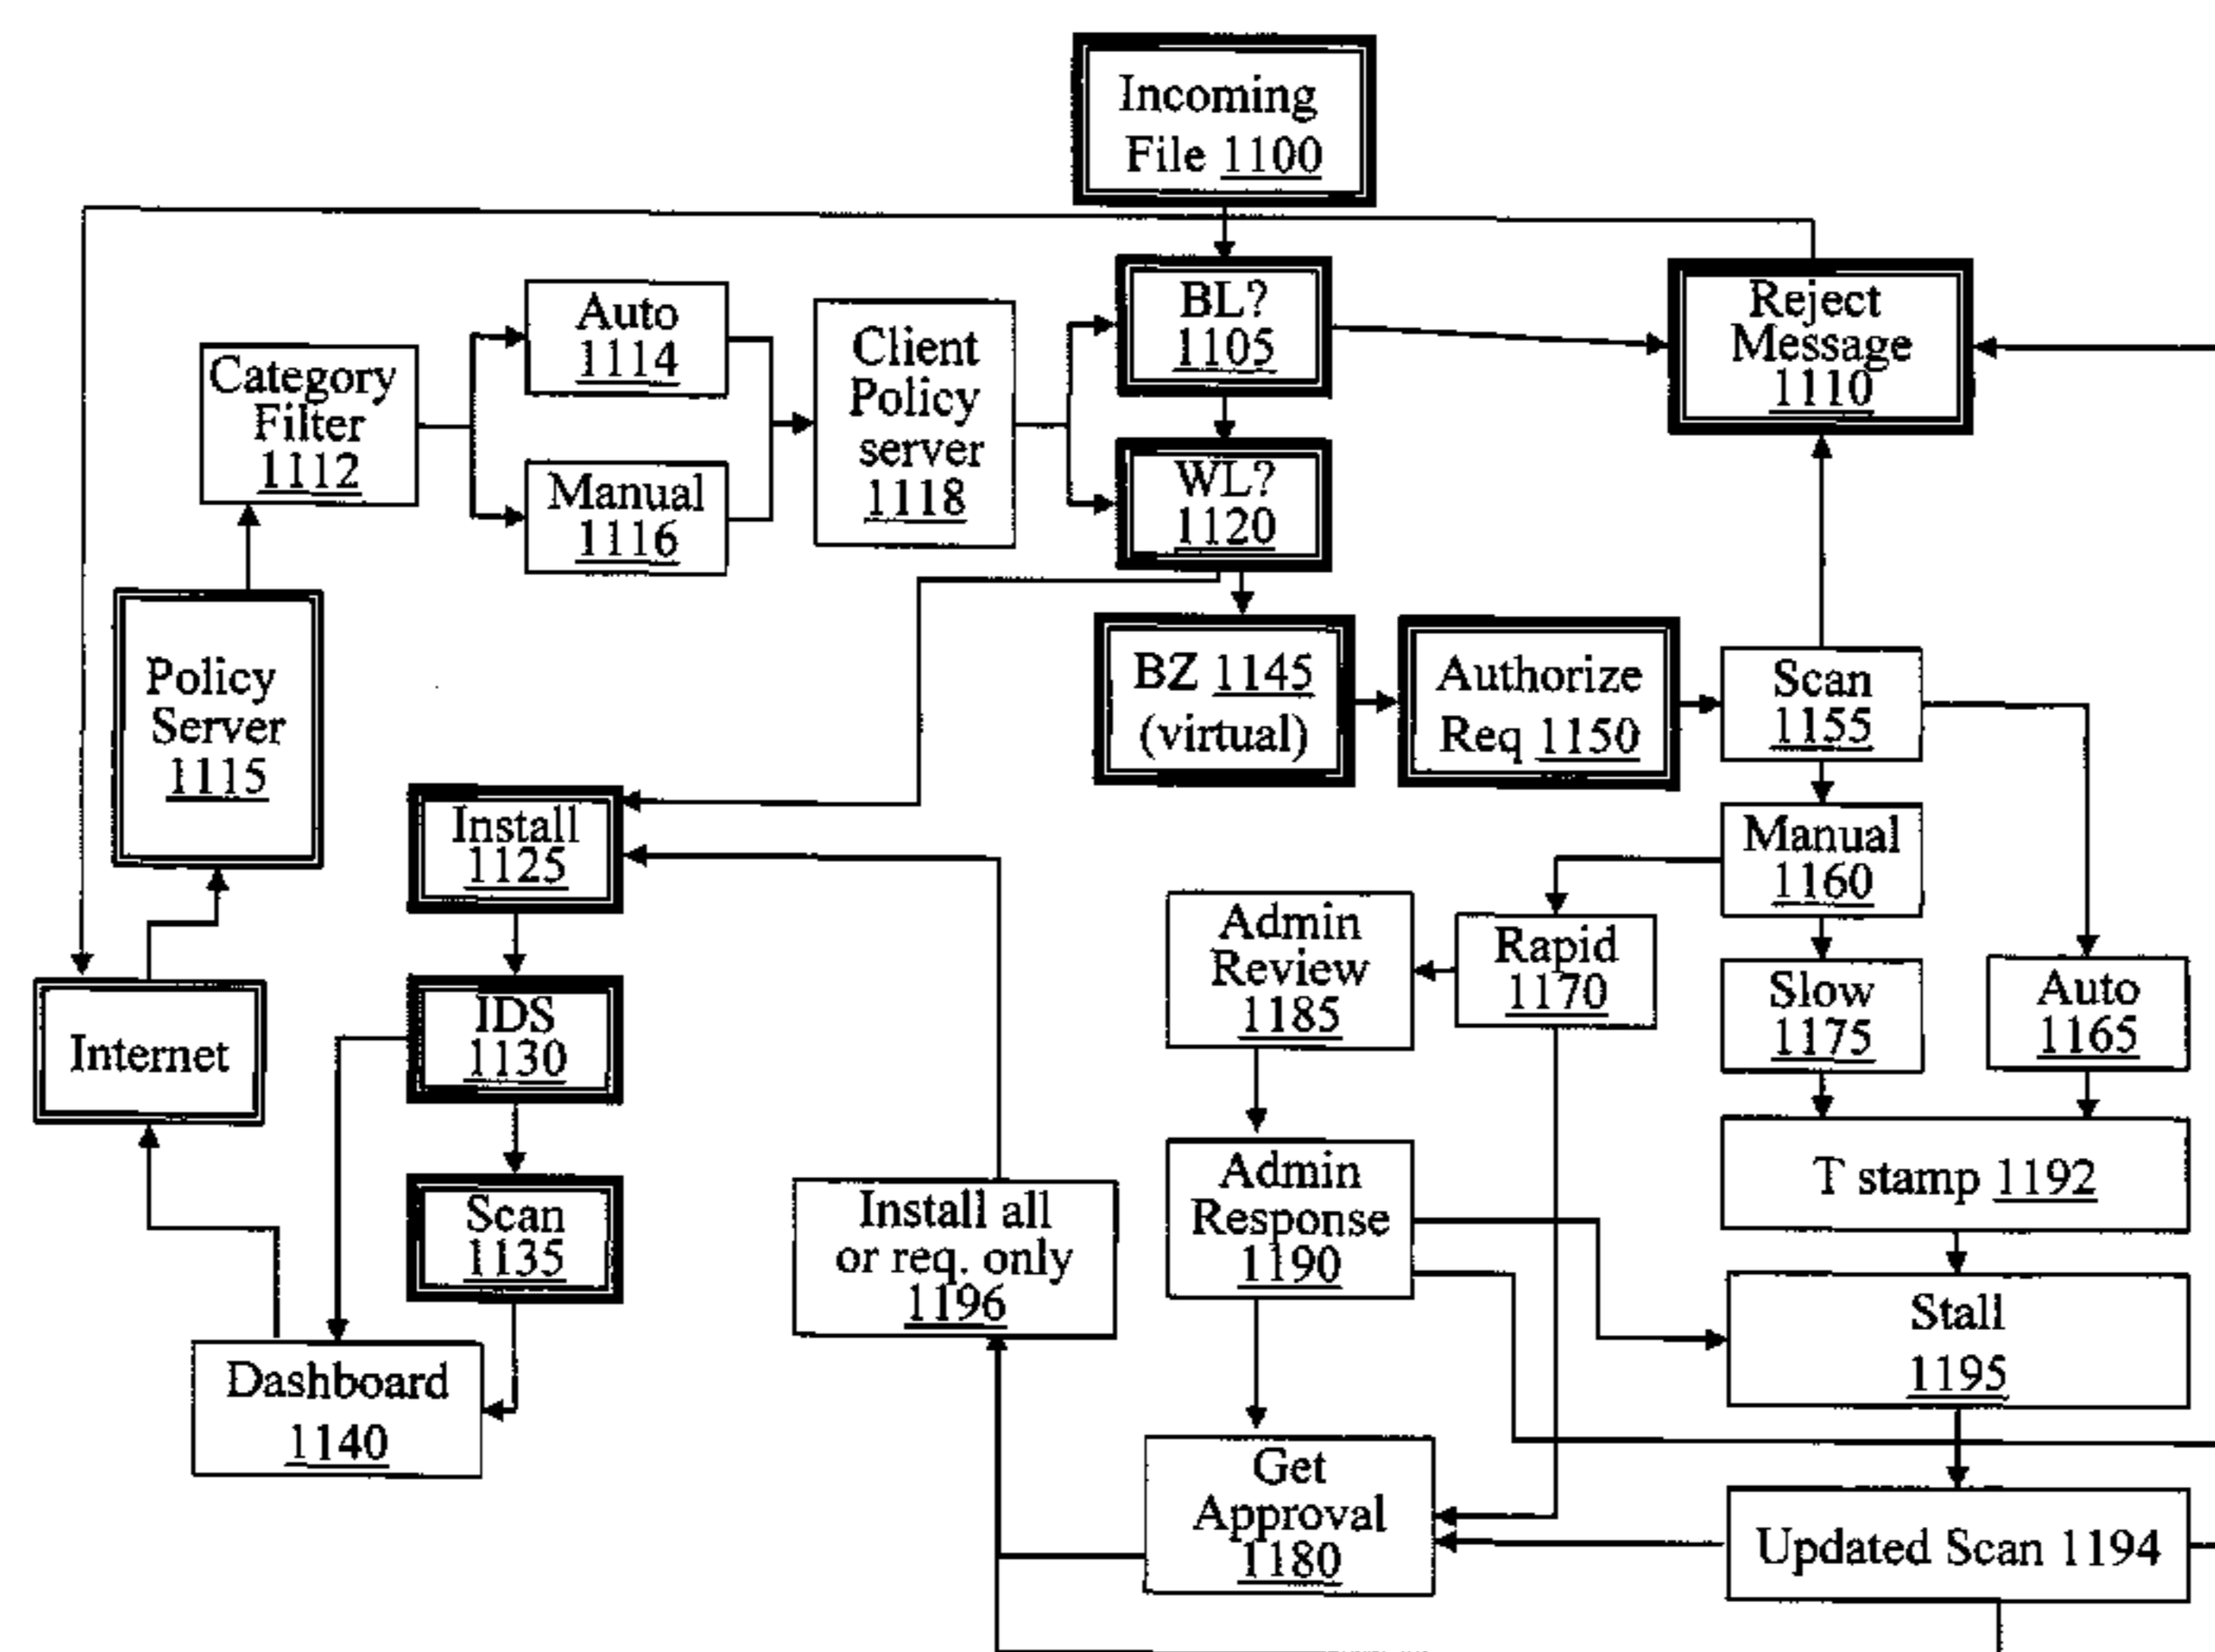 Incoming
File 1100
BL?
1105
Reject
Message
1110
Auto
1114
Client
Policy
server
1118
Category
Filter
1112
Manual
1116
WL?
1120
Policy
Server
1115
BZ 1145
(virtual)
Authorize
Req 1150
Scan
1155
Install
1125
Manual
1160
Admin
Review
1185
Rapid
1170
Slow
1175
Auto
1165
Internet
IDS
1130
Scan
1135
Install all
or req. only
1196
Admin
Response
1190
T stamp 1192
Stall
1195
Dashboard
1140
Get
Approval
1180
Updated Scan 1194